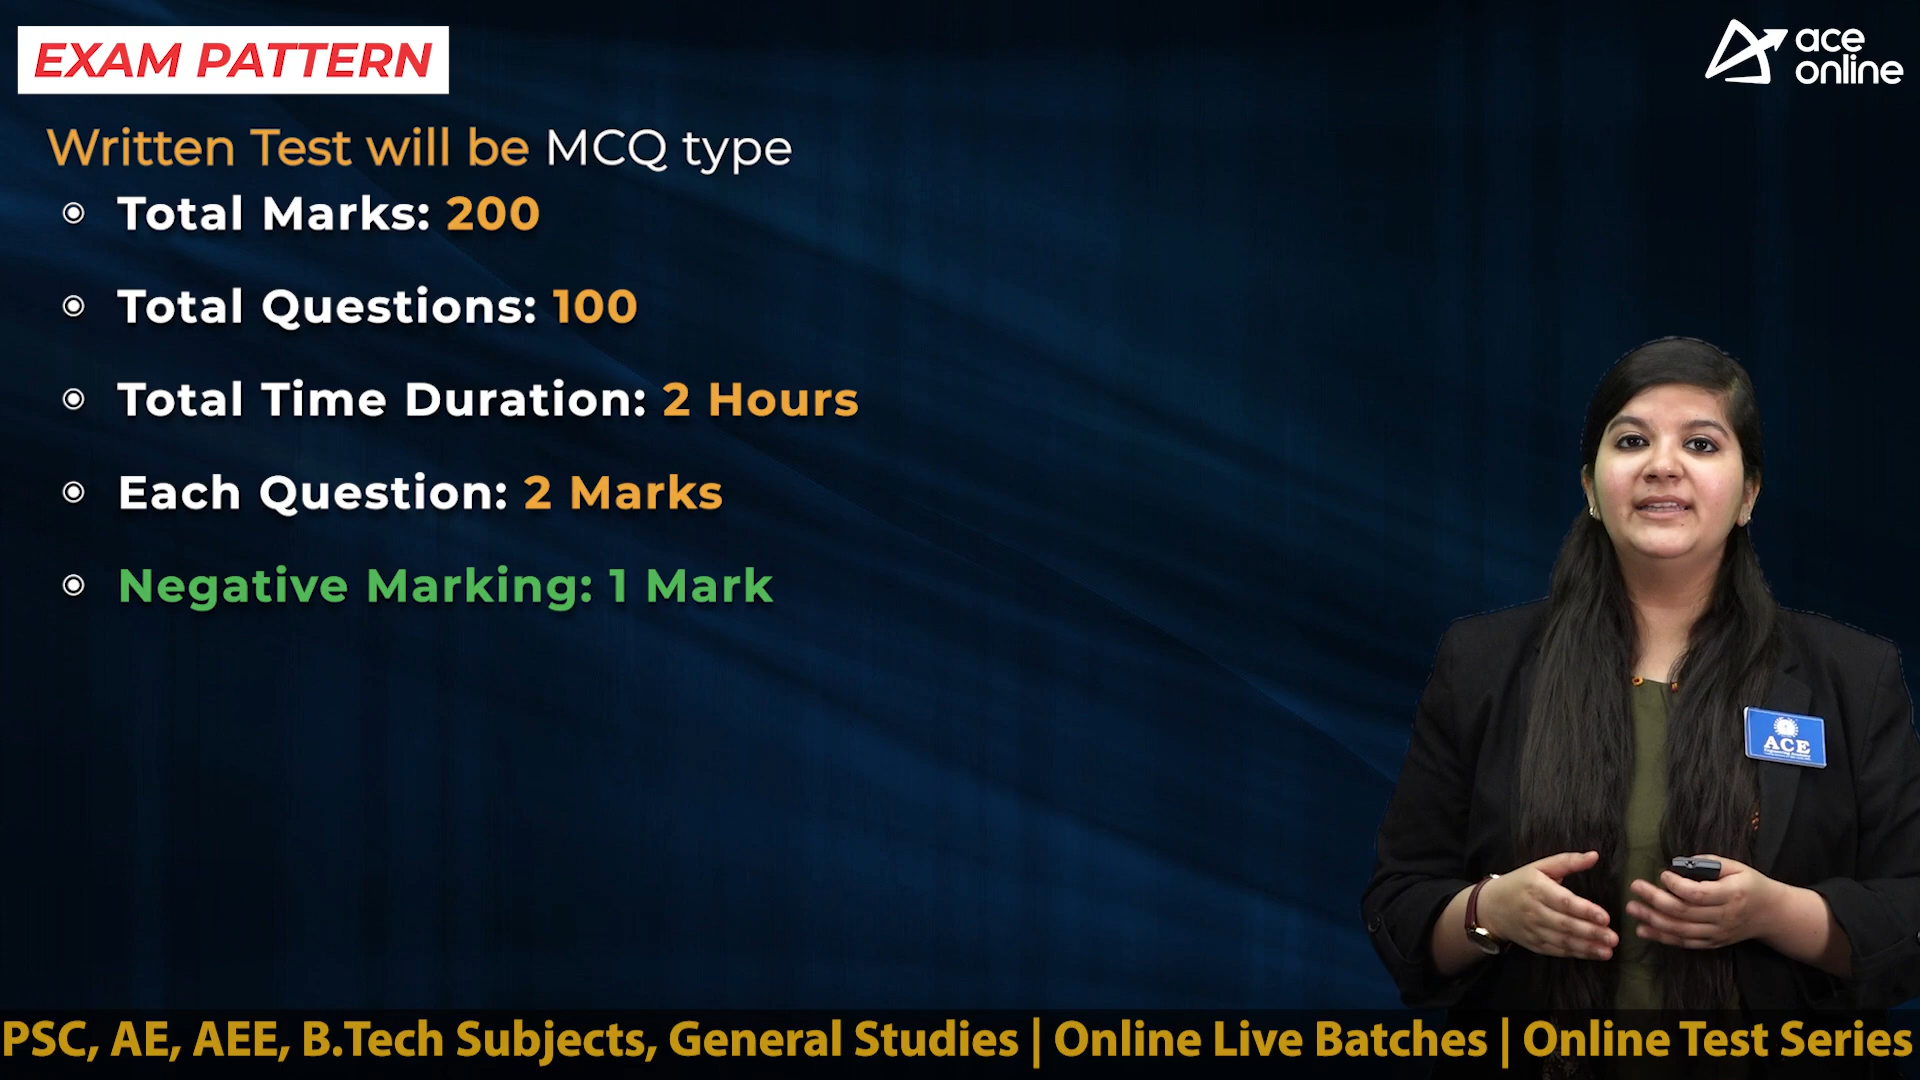 EXAM PATTERN
ace
online
Written Test will be MCQ type
Total Marks: 200
Total Questions: 100
Total Time Duration: 2 Hours
Each Question: 2 Marks
Negative Marking: 1 Mark
ACE
PSC, AE, AEE, B.Tech Subjects, General Studies | Online Live Batches | Online Test Series